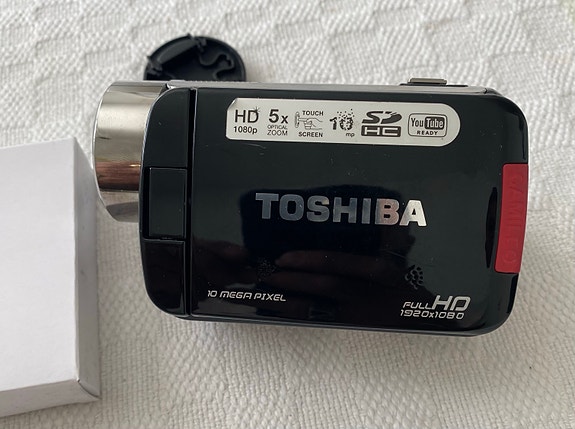 HD 5x TOUCH 10 SD YouTube
1080p OPTICAL ZOOM SCREEN mp HC READY
TOSHIBA
CAMILEO
10 MEGA PIXEL
FULL HD
1920x1080